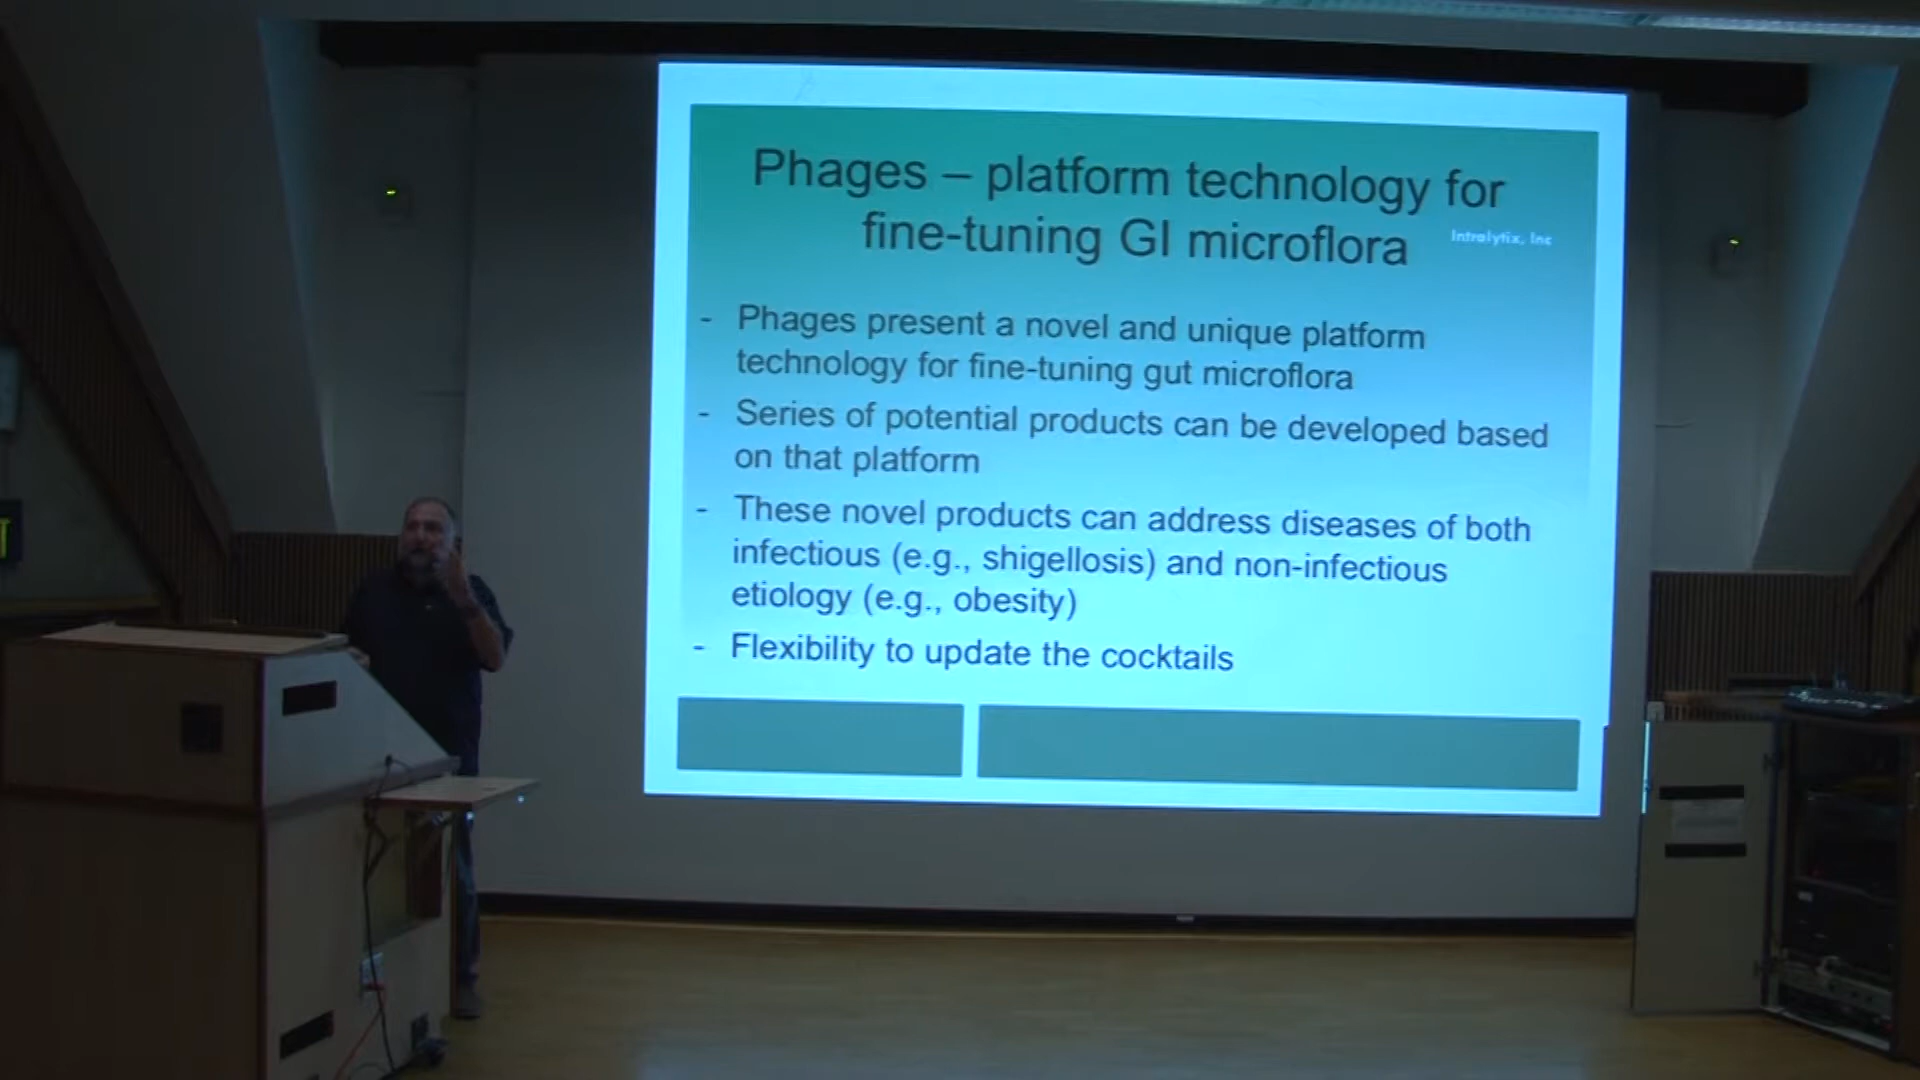 Phages – platform technology for
fine-tuning GI microflora
Intralytix, Inc
- Phages present a novel and unique platform
technology for fine-tuning gut microflora
- Series of potential products can be developed based
on that platform
- These novel products can address diseases of both
infectious (e.g., shigellosis) and non-infectious
etiology (e.g., obesity)
- Flexibility to update the cocktails